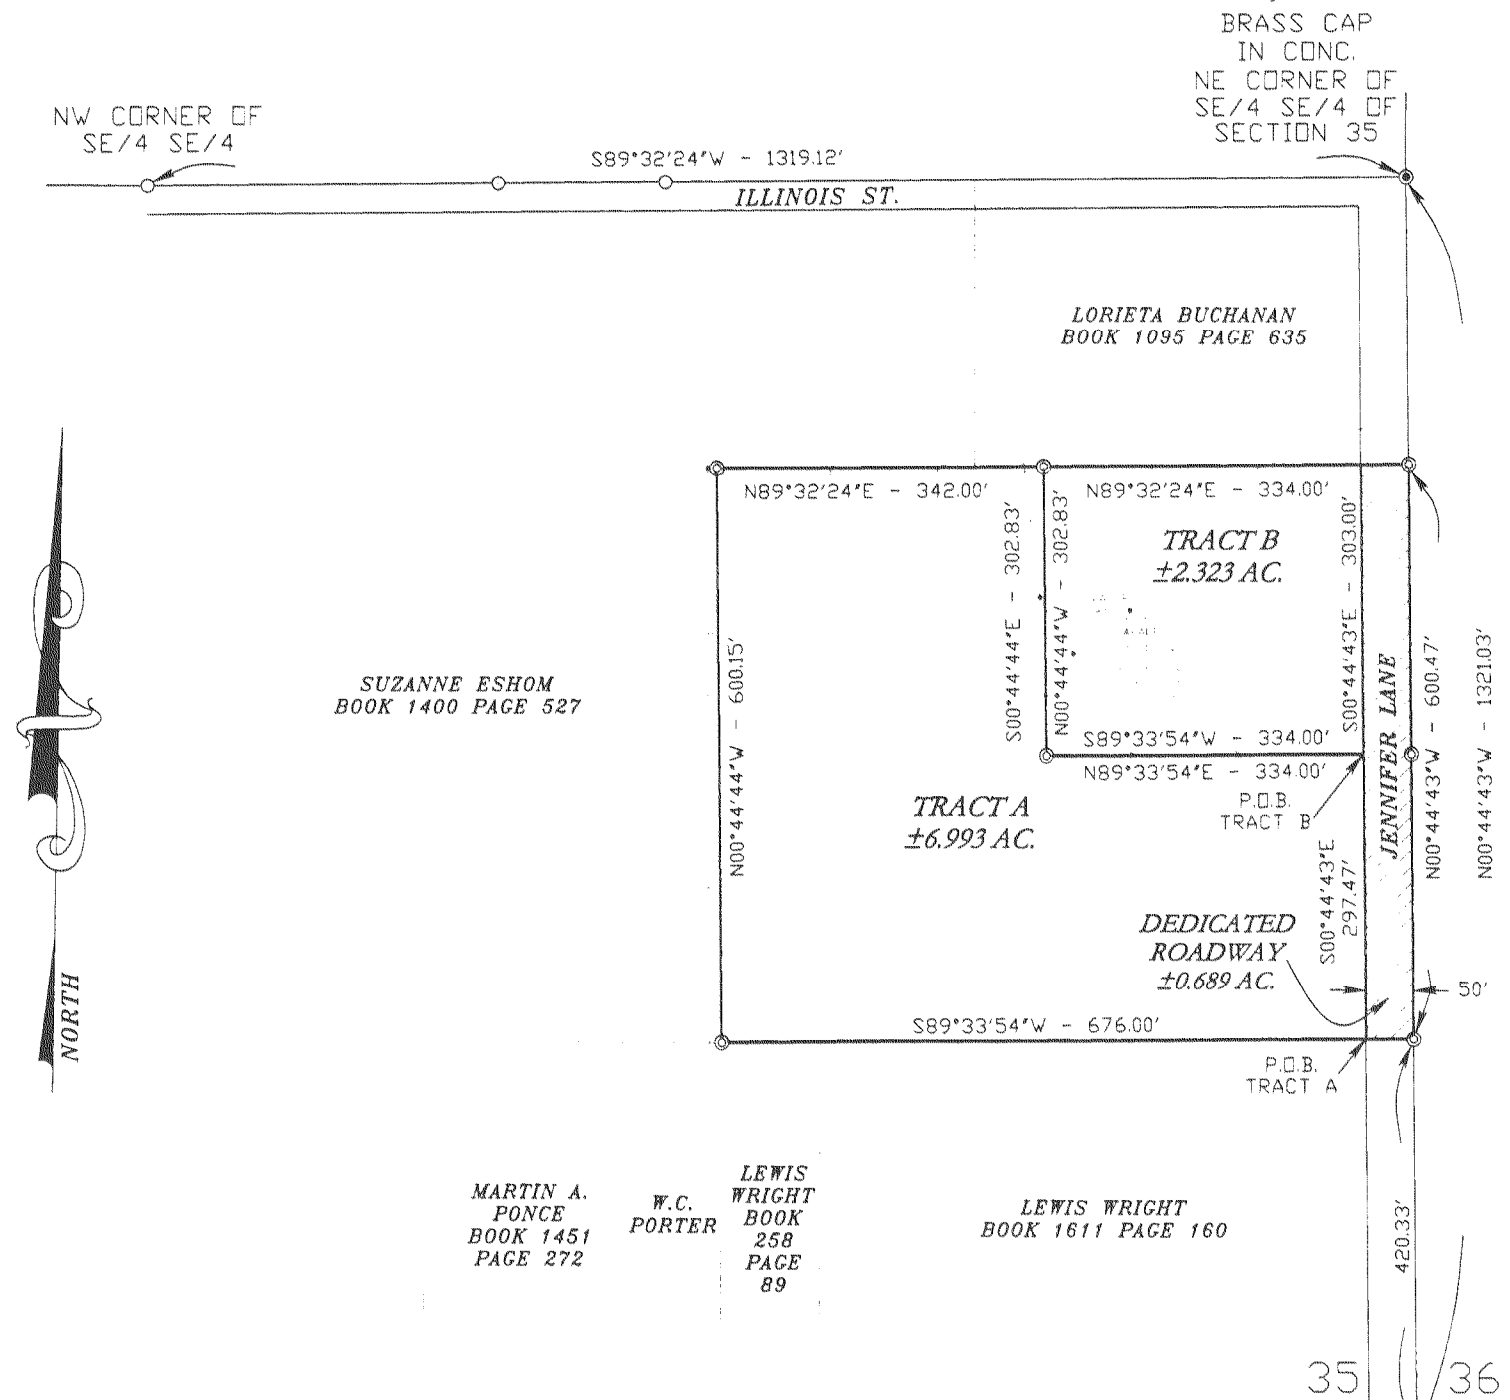 BRASS CAP
IN CONC.
NE CORNER OF
SE/4 SE/4 OF
SECTION 35
NW CORNER OF
SE/4 SE/4
S89°32'24"W - 1319.12'
ILLINOIS ST.
LORIETA BUCHANAN
BOOK 1095 PAGE 635
N89°32'24"E - 342.00'
N89°32'24"E - 334.00'
TRACT B
±2.323 AC.
S00°44'44"E - 302.83'
N00°44'44"W - 302.83'
S00°44'43"E - 303.00'
JENNIFER LANE
N00°44'43"W - 600.47'
N00°44'43"W - 1321.03'
SUZANNE ESHOM
BOOK 1400 PAGE 527
N00°44'44"W - 600.15'
S89°33'54"W - 334.00'
N89°33'54"E - 334.00'
P.O.B.
TRACT B
TRACT A
±6.993 AC.
S00°44'43"E
297.47'
DEDICATED
ROADWAY
±0.689 AC.
50'
NORTH
S89°33'54"W - 676.00'
P.O.B.
TRACT A
MARTIN A.
PONCE
BOOK 1451
PAGE 272
W.C.
PORTER
LEWIS
WRIGHT
BOOK
258
PAGE
89
LEWIS WRIGHT
BOOK 1611 PAGE 160
420.33'
35
36